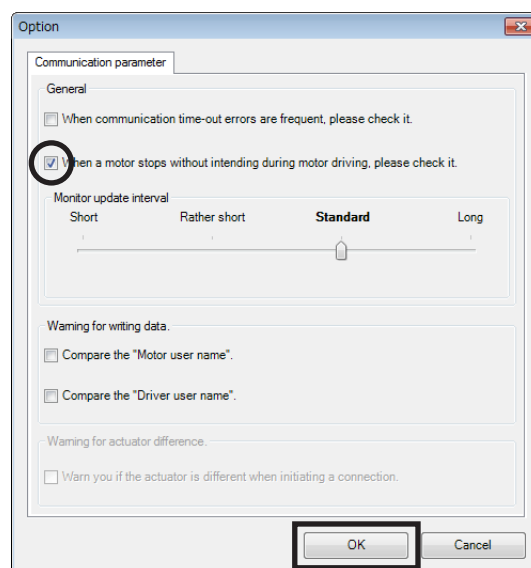 Option
Communication parameter
General
When communication time-out errors are frequent, please check it.
When a motor stops without intending during motor driving, please check it.
Monitor update interval
Short Rather short Standard Long
Warning for writing data.
Compare the "Motor user name".
Compare the "Driver user name".
Warning for actuator difference.
Warn you if the actuator is different when initiating a connection.
OK Cancel